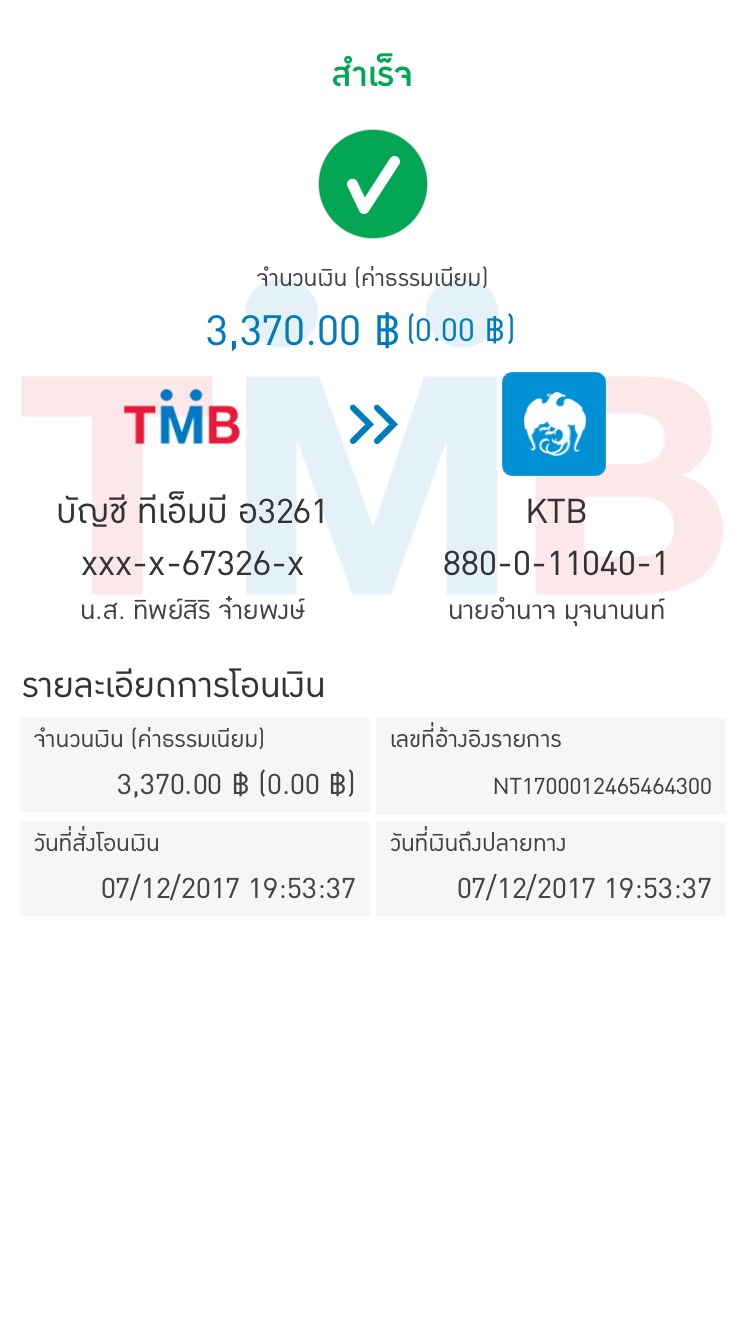 สำเร็จ
จำนวนเงิน (ค่าธรรมเนียม)
3,370.00 ฿ (0.00 ฿)
TMB
บัญชี ทีเอ็มบี อ3261
KTB
xxx-x-67326-x
880-0-11040-1
น.ส. ทิพย์สิริ จ๋ายพงษ์
นายอำนาจ มุจนานนท์
รายละเอียดการโอนเงิน
จำนวนเงิน (ค่าธรรมเนียม)
3,370.00 ฿ (0.00 ฿)
เลขที่อ้างอิงรายการ
NT1700012465464300
วันที่สั่งโอนเงิน
07/12/2017 19:53:37
วันที่เงินถึงปลายทาง
07/12/2017 19:53:37